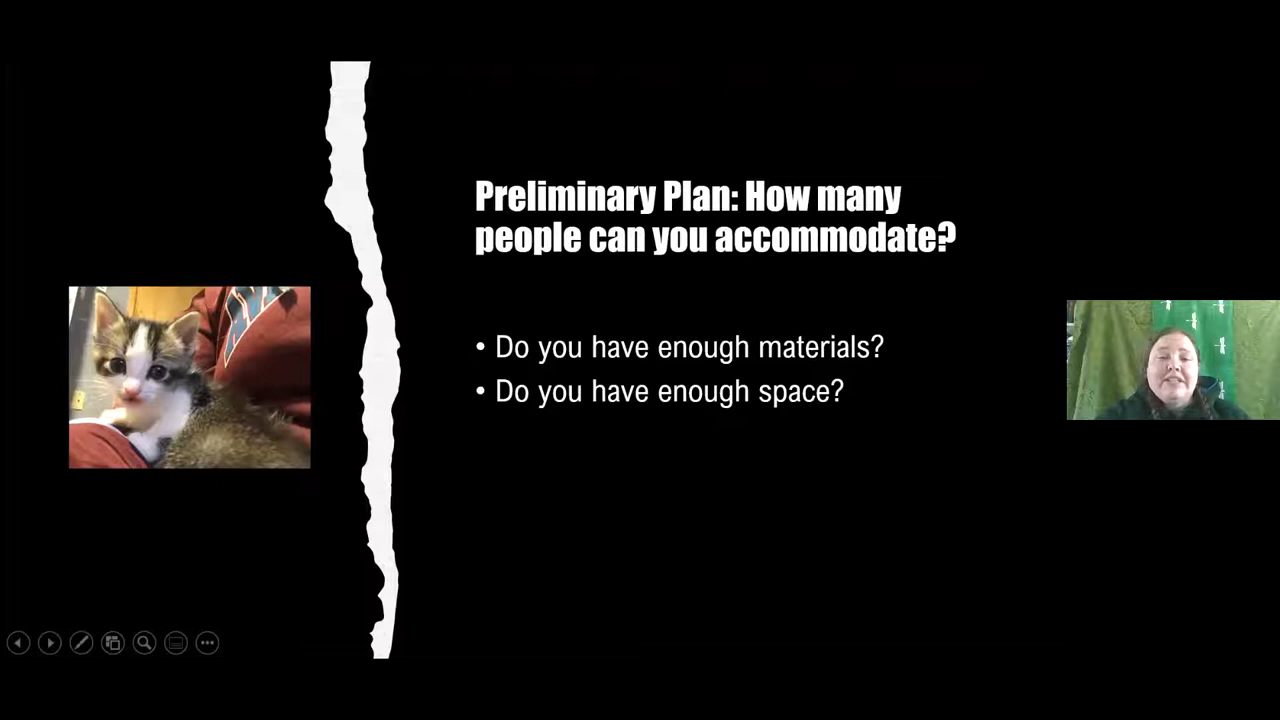 Preliminary Plan: How many
people can you accommodate?
• Do you have enough materials?
• Do you have enough space?